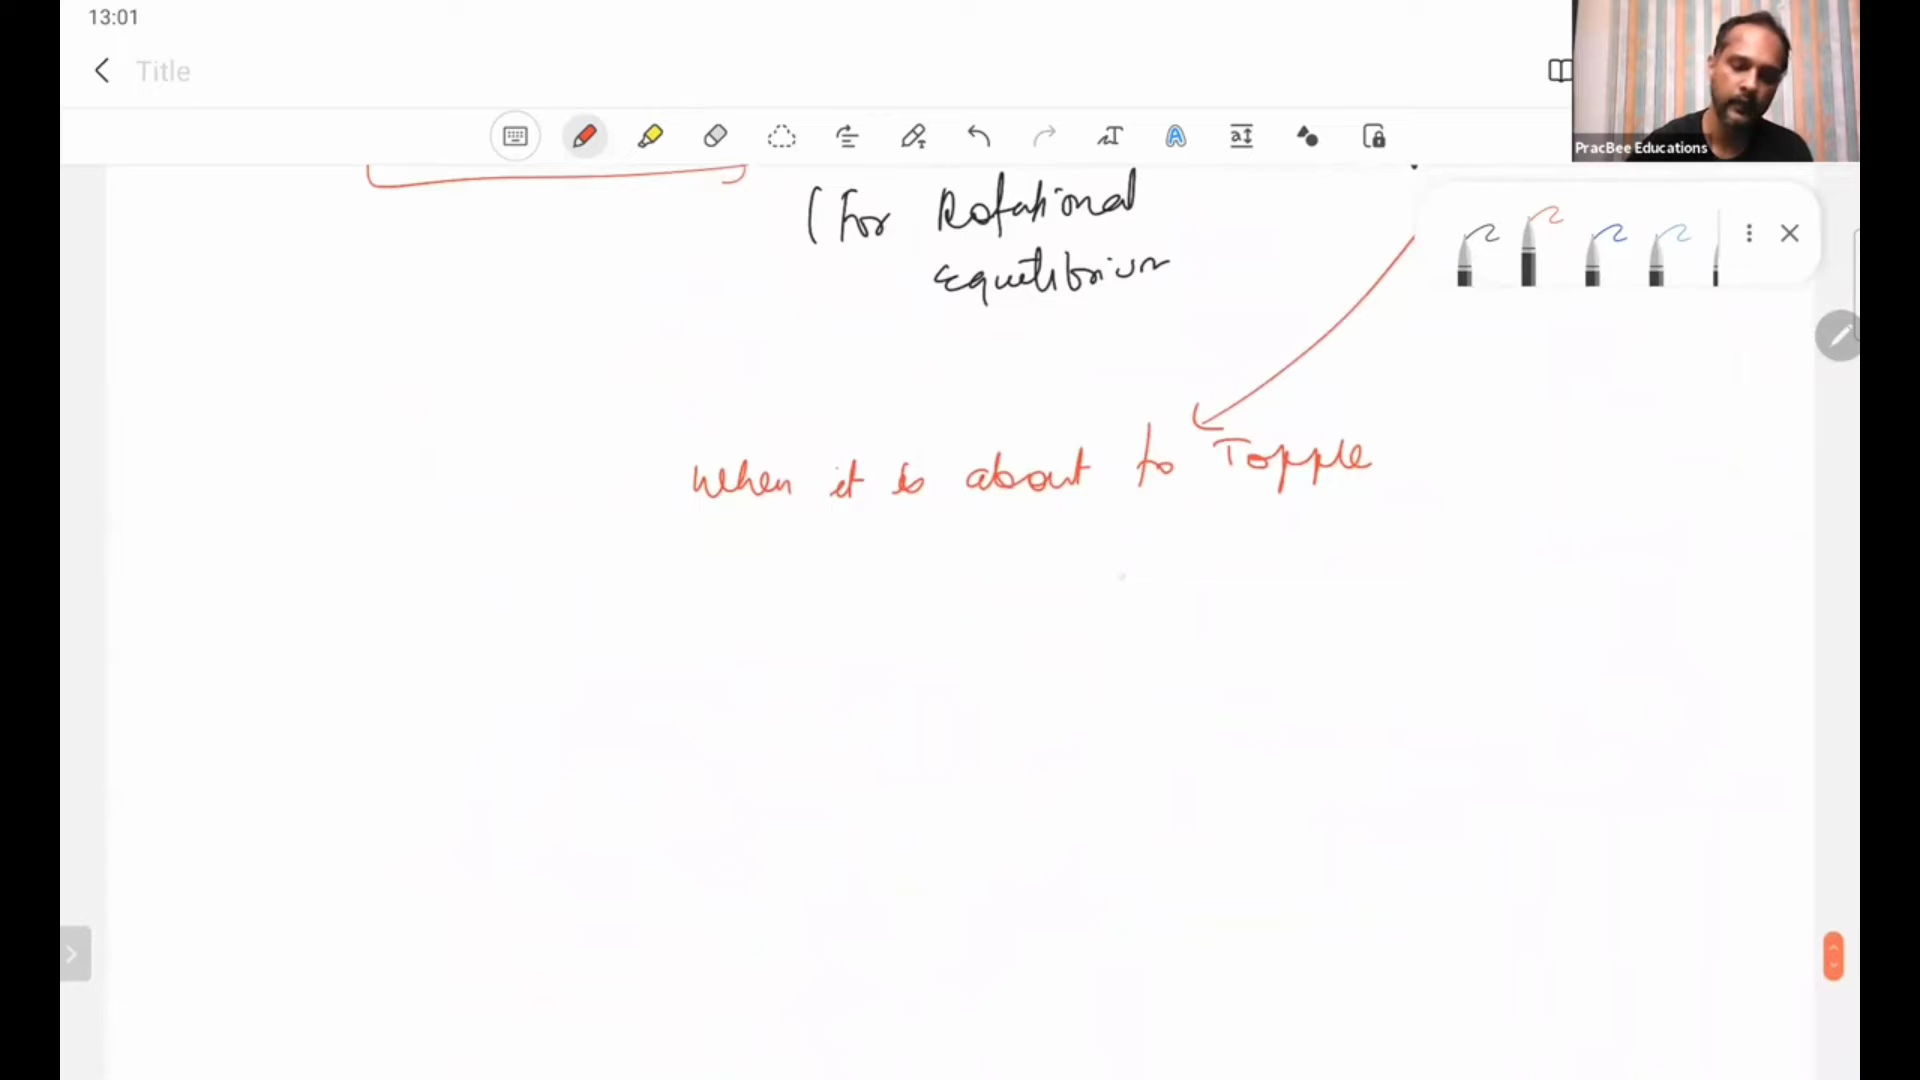 13:01
Title
PracBee Educations
(For Rotational
Equilibrium
When it is about to Topple